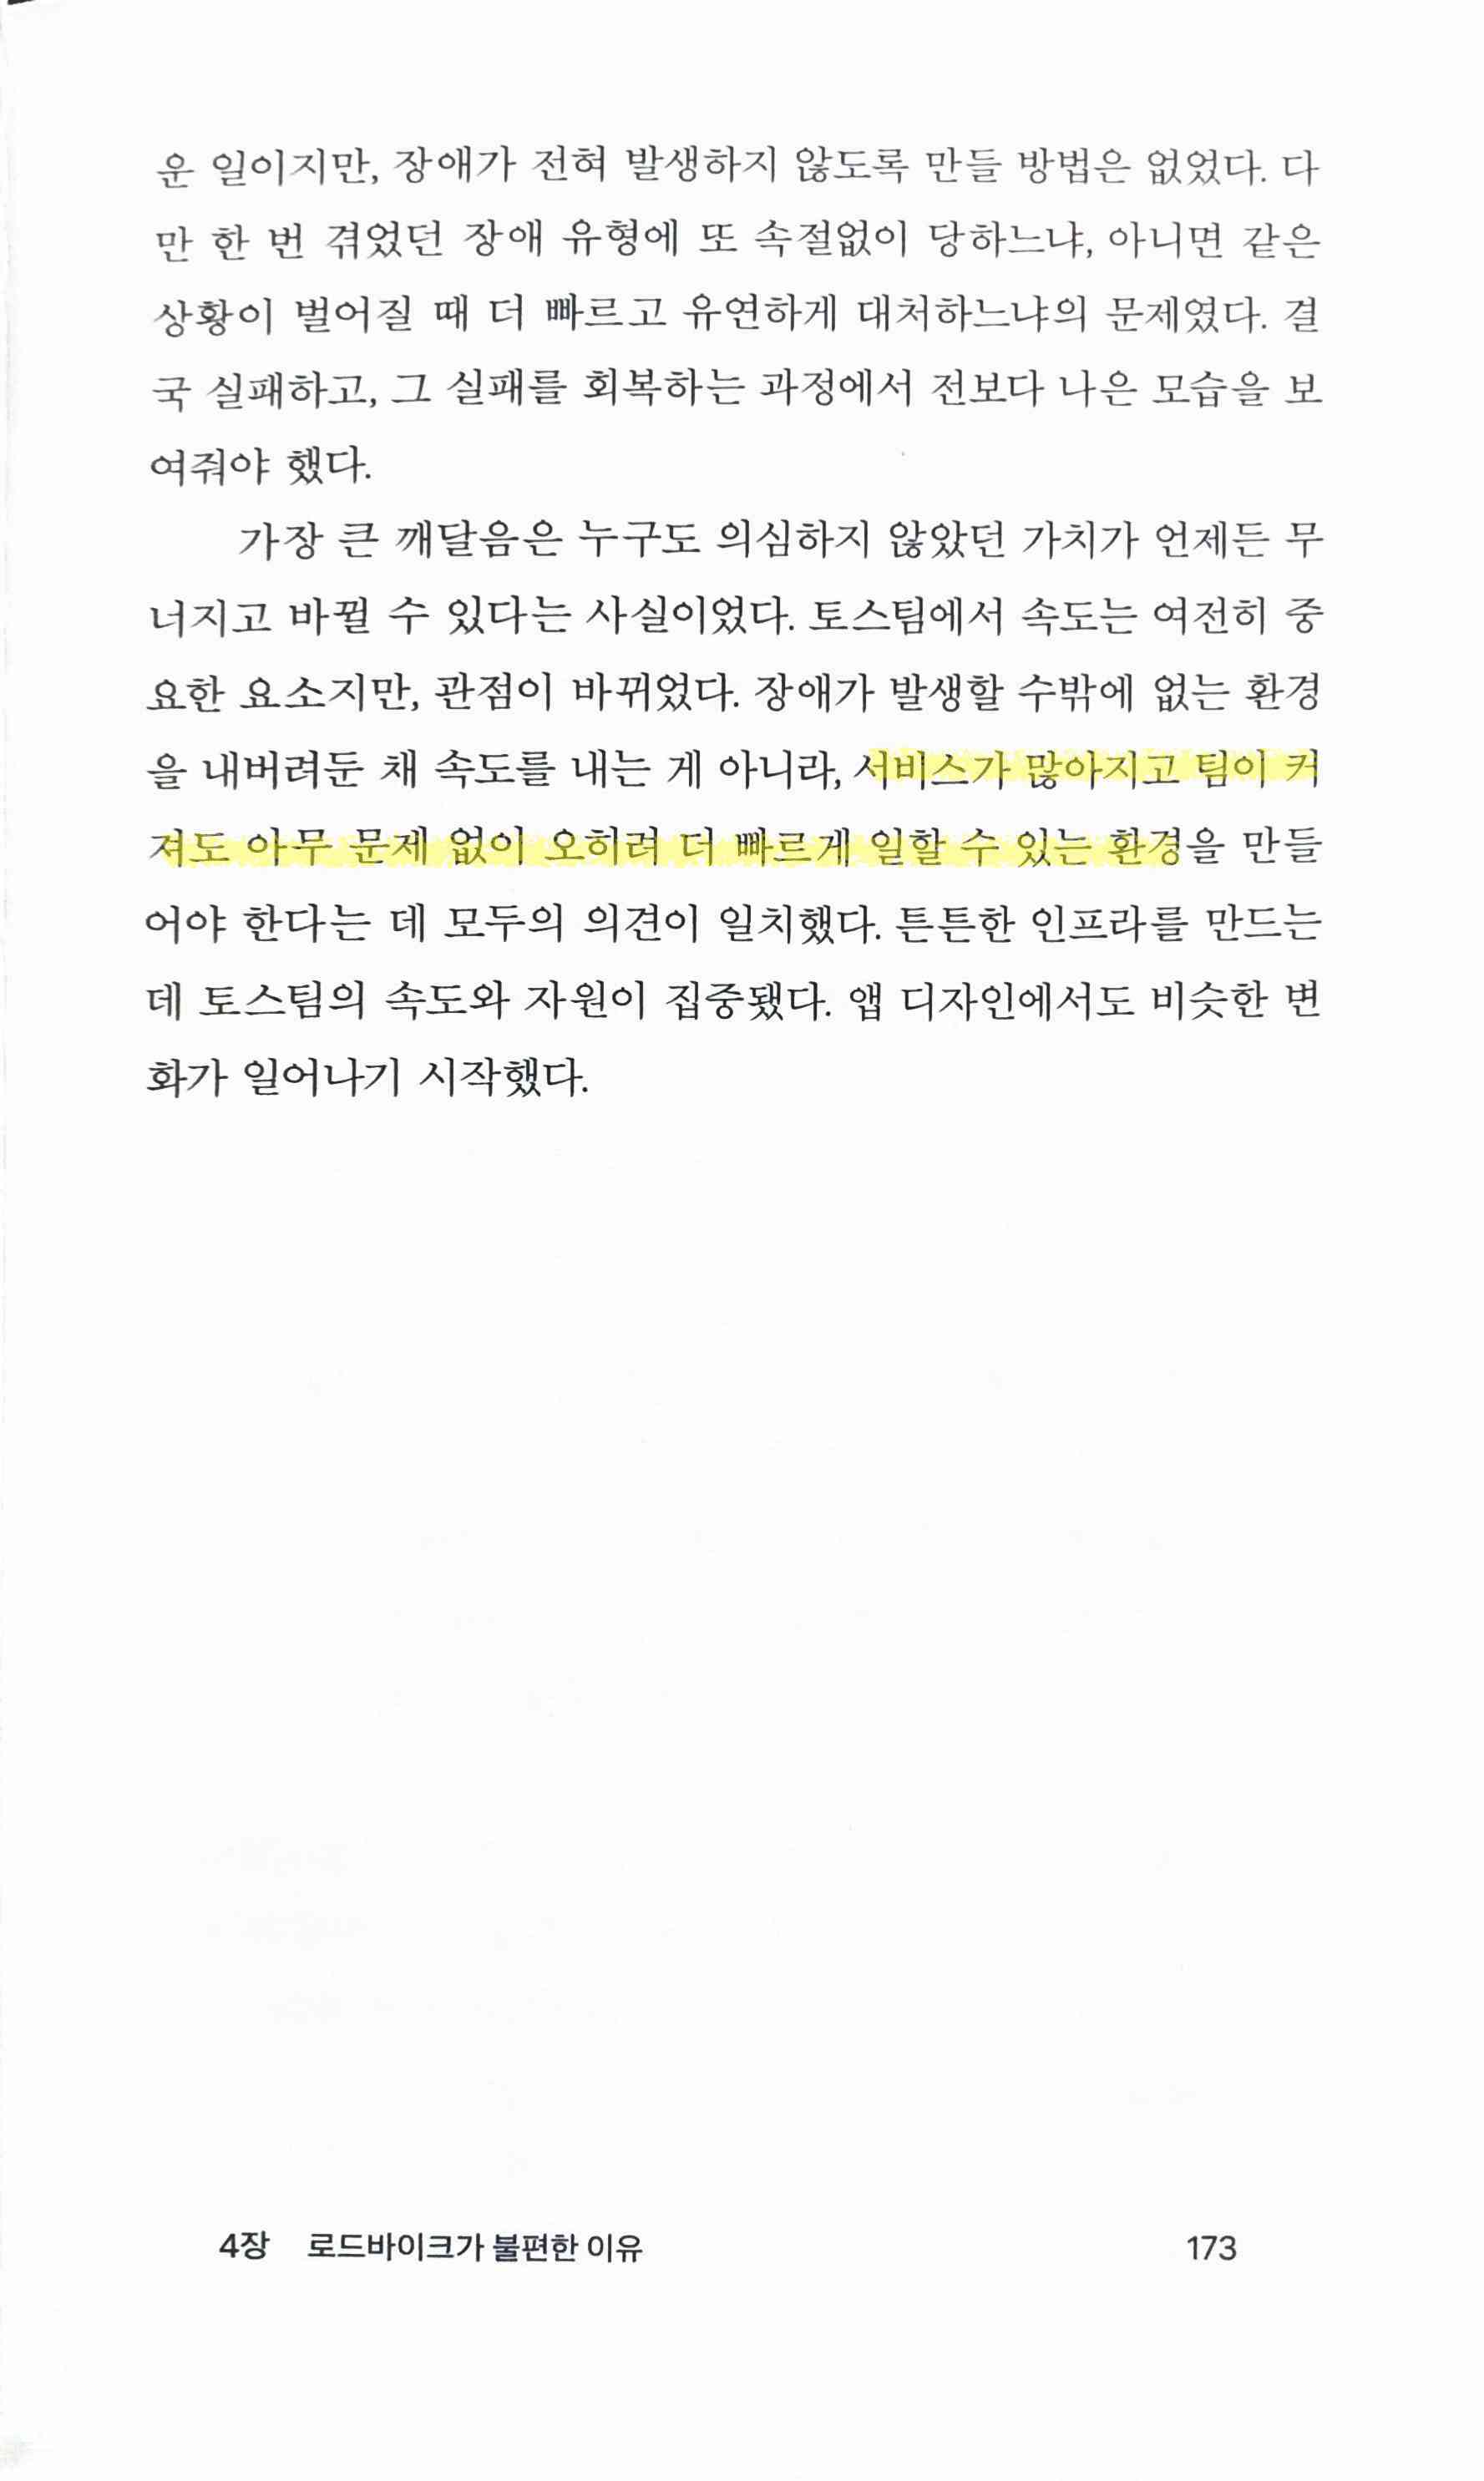 운 일이지만, 장애가 전혀 발생하지 않도록 만들 방법은 없었다. 다
만 한 번 겪었던 장애 유형에 또 속절없이 당하느냐, 아니면 같은
상황이 벌어질 때 더 빠르고 유연하게 대처하느냐의 문제였다. 결
국 실패하고, 그 실패를 회복하는 과정에서 전보다 나은 모습을 보
여줘야 했다.
가장 큰 깨달음은 누구도 의심하지 않았던 가치가 언제든 무
너지고 바뀔 수 있다는 사실이었다. 토스팀에서 속도는 여전히 중
요한 요소지만, 관점이 바뀌었다. 장애가 발생할 수밖에 없는 환경
을 내버려둔 채 속도를 내는 게 아니라, 서비스가 많아지고 팀이 커
져도 아무 문제 없이 오히려 더 빠르게 일할 수 있는 환경을 만들
어야 한다는 데 모두의 의견이 일치했다. 튼튼한 인프라를 만드는
데 토스팀의 속도와 자원이 집중됐다. 앱 디자인에서도 비슷한 변
화가 일어나기 시작했다.
4장 로드바이크가 불편한 이유 173